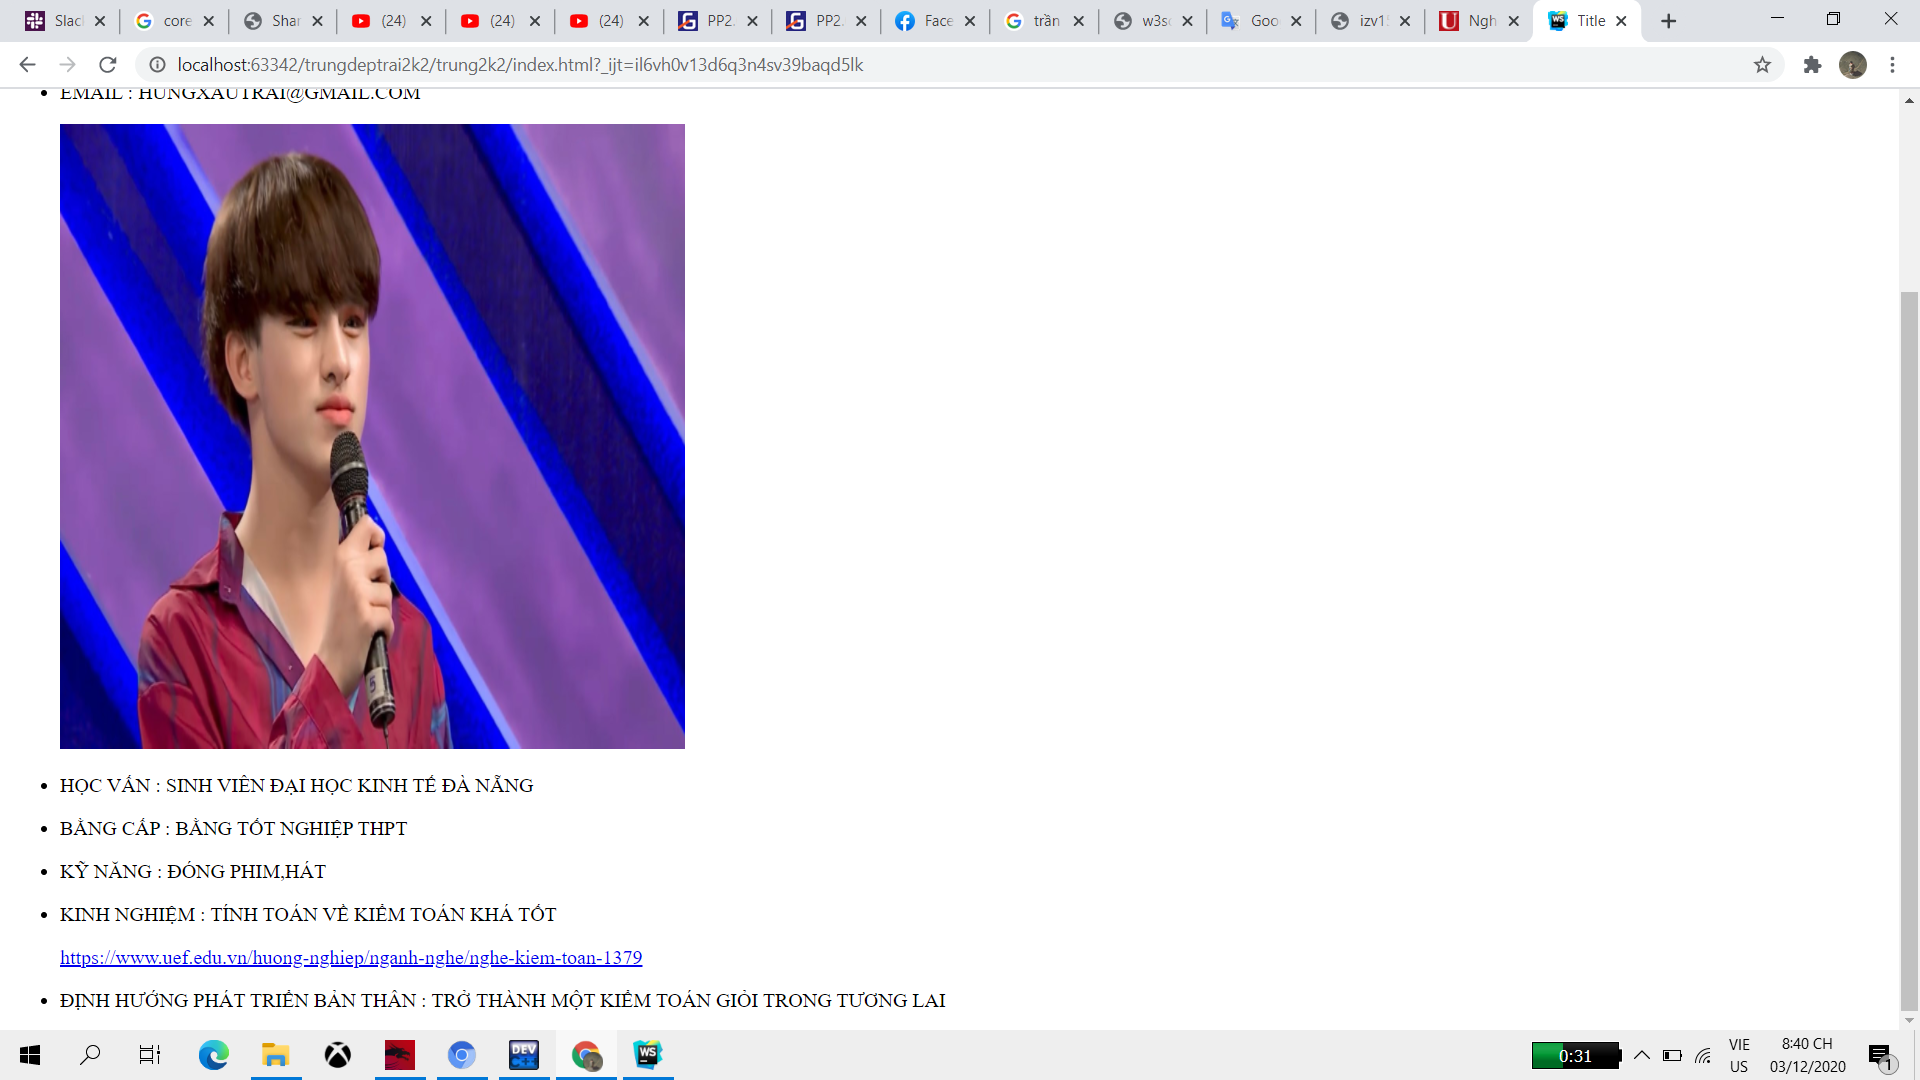 Slac
core
Shar
(24)
(24)
(24)
PP2.
PP2.
Face
trần
w3sc
Goo
izv1
Ngh
Title
localhost:63342/trungdeptrai2k2/trung2k2/index.html?_ijt=il6vh0v13d6q3n4sv39baqd5lk
EMAIL : HUNGXAUTRAI@GMAIL.COM
5
HỌC VẤN : SINH VIÊN ĐẠI HỌC KINH TẾ ĐÀ NẴNG
BẰNG CẤP : BẰNG TỐT NGHIỆP THPT
KỸ NĂNG : ĐÓNG PHIM,HÁT
KINH NGHIỆM : TÍNH TOÁN VỀ KIỂM TOÁN KHÁ TỐT
https://www.uef.edu.vn/huong-nghiep/nganh-nghe/nghe-kiem-toan-1379
ĐỊNH HƯỚNG PHÁT TRIỂN BẢN THÂN : TRỞ THÀNH MỘT KIỂM TOÁN GIỎI TRONG TƯƠNG LAI
DEV
C++
WS
0:31
VIE
US
8:40 CH
03/12/2020
1